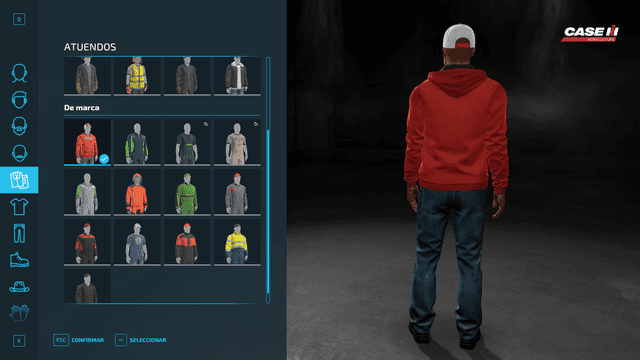 Q
ATUENDOS
CASE IH
AGRICULTURE
De marca
E
ESC CONFIRMAR
SELECCIONAR